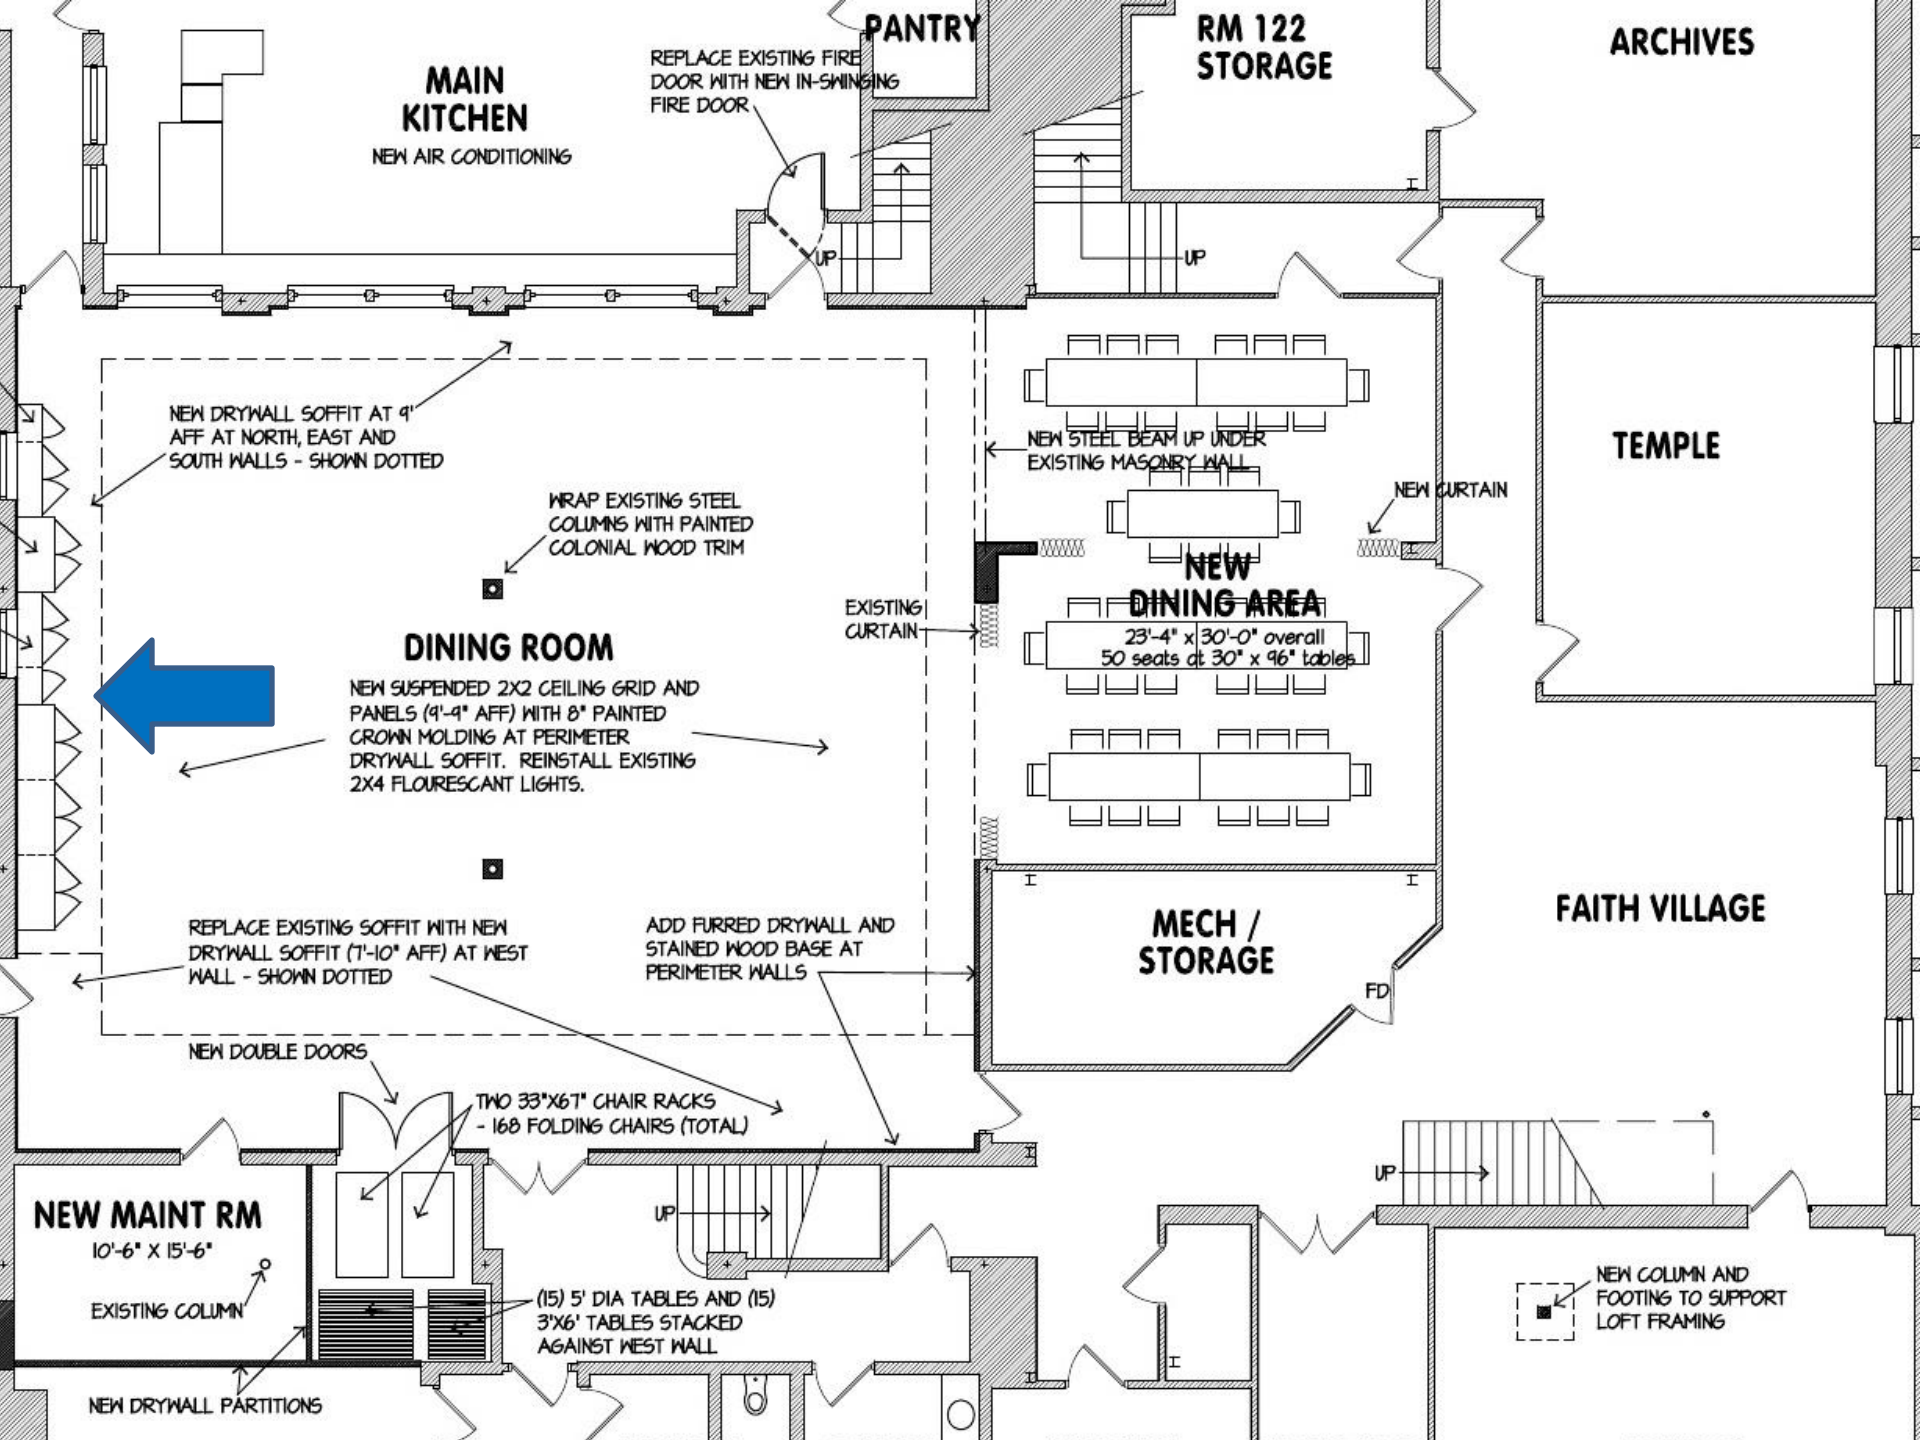 PANTRY
RM 122
STORAGE
ARCHIVES
MAIN
KITCHEN
NEW AIR CONDITIONING
REPLACE EXISTING FIRE
DOOR WITH NEW IN-SWINGING
FIRE DOOR
UP
UP
NEW DRYWALL SOFFIT AT 9'
AFF AT NORTH, EAST AND
SOUTH WALLS - SHOWN DOTTED
NEW STEEL BEAM UP UNDER
EXISTING MASONRY WALL
TEMPLE
NEW CURTAIN
WRAP EXISTING STEEL
COLUMNS WITH PAINTED
COLONIAL WOOD TRIM
NEW
DINING AREA
23'-4" x 30'-0" overall
50 seats at 30" x 96" tables
EXISTING
CURTAIN
DINING ROOM
NEW SUSPENDED 2X2 CEILING GRID AND
PANELS (9'-9" AFF) WITH 8" PAINTED
CROWN MOLDING AT PERIMETER
DRYWALL SOFFIT. REINSTALL EXISTING
2X4 FLOURESCANT LIGHTS.
FAITH VILLAGE
MECH /
STORAGE
FD
REPLACE EXISTING SOFFIT WITH NEW
DRYWALL SOFFIT (7'-10" AFF) AT WEST
WALL - SHOWN DOTTED
ADD FURRED DRYWALL AND
STAINED WOOD BASE AT
PERIMETER WALLS
NEW DOUBLE DOORS
TWO 33"X67" CHAIR RACKS
- 168 FOLDING CHAIRS (TOTAL)
UP
UP
NEW MAINT RM
10'-6" X 15'-6"
EXISTING COLUMN
(15) 5' DIA TABLES AND (15)
3'X6' TABLES STACKED
AGAINST WEST WALL
NEW COLUMN AND
FOOTING TO SUPPORT
LOFT FRAMING
NEW DRYWALL PARTITIONS